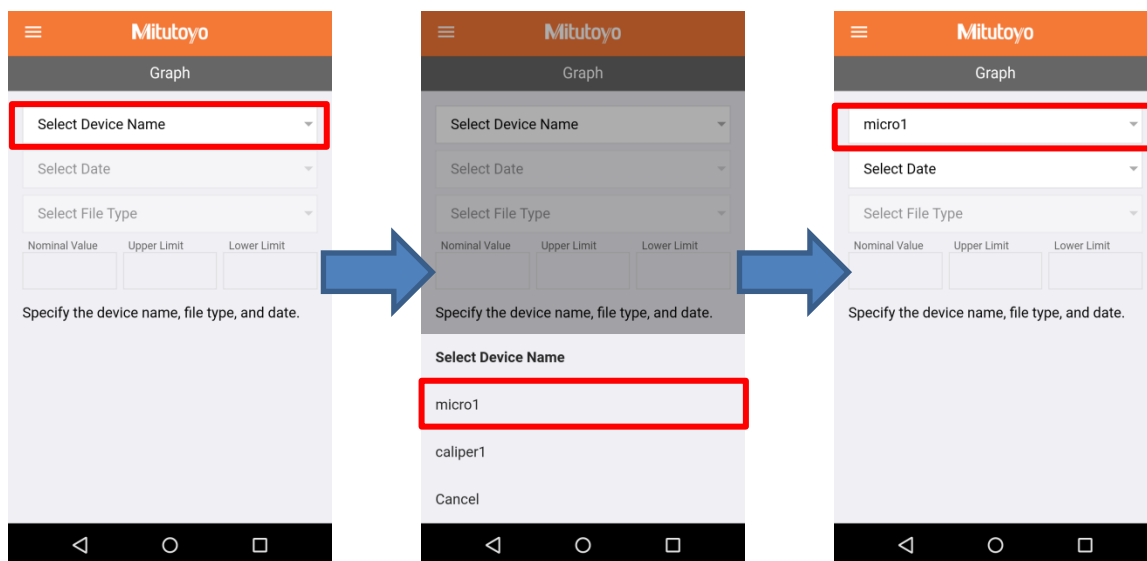 Mitutoyo
Graph
Select Device Name
Select Date
Select File Type
Nominal Value Upper Limit Lower Limit
Specify the device name, file type, and date.
Mitutoyo
Graph
Select Device Name
Select Date
Select File Type
Nominal Value Upper Limit Lower Limit
Specify the device name, file type, and date.
Select Device Name
micro1
caliper1
Cancel
Mitutoyo
Graph
micro1
Select Date
Select File Type
Nominal Value Upper Limit Lower Limit
Specify the device name, file type, and date.